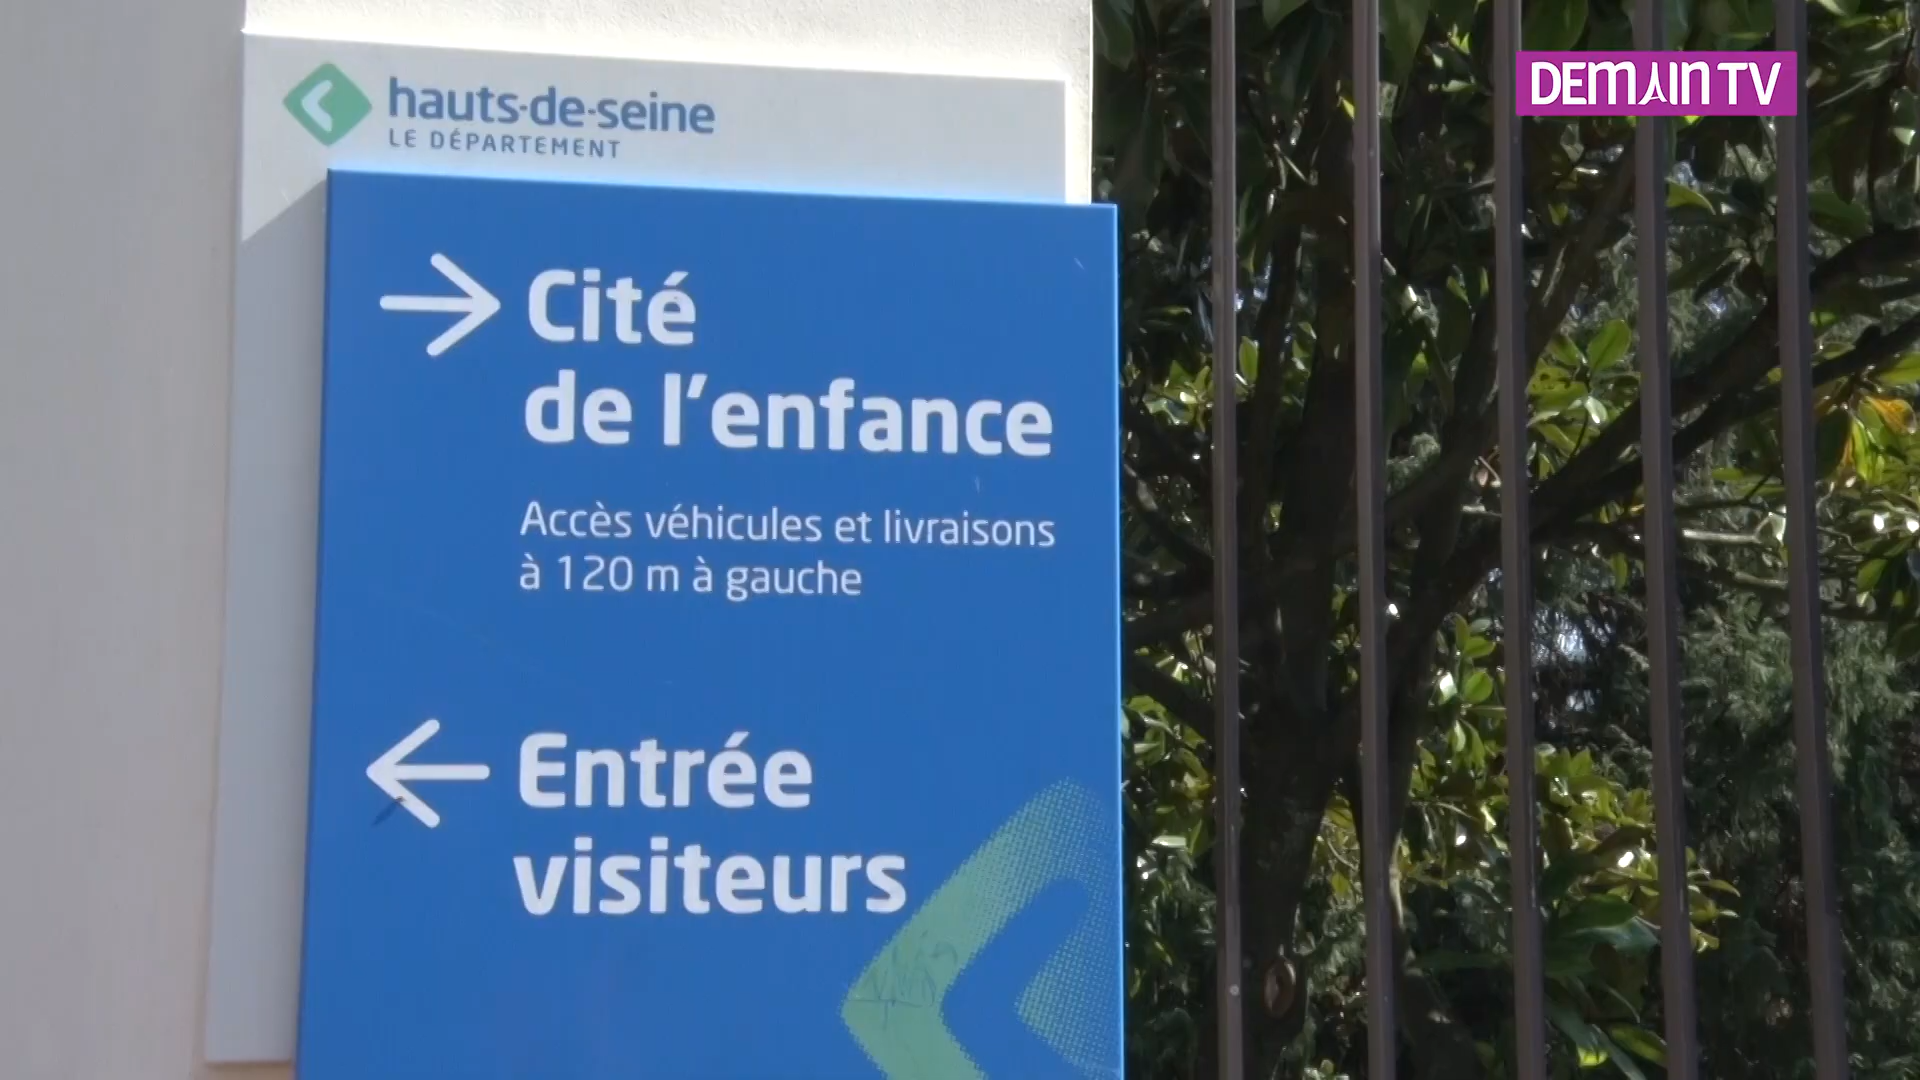 DEMAIN TV
hauts-de-seine
LE DÉPARTEMENT
Cité
de l'enfance
Accès véhicules et livraisons
à 120 m à gauche
Entrée
visiteurs